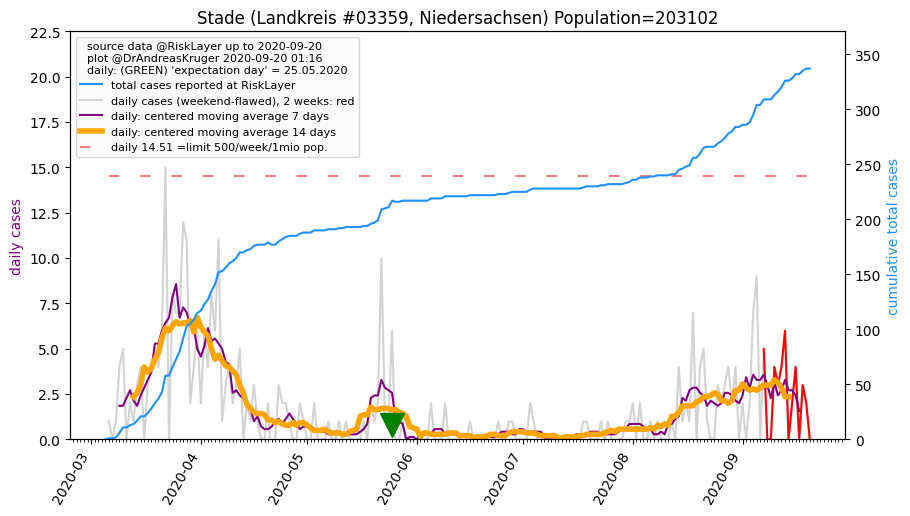 Stade (Landkreis #03359, Niedersachsen) Population=203102
source data @RiskLayer up to 2020-09-20
plot @DrAndreasKruger 2020-09-20 01:16
daily: (GREEN) 'expectation day' = 25.05.2020
total cases reported at RiskLayer
daily cases (weekend-flawed), 2 weeks: red
daily: centered moving average 7 days
daily: centered moving average 14 days
daily 14.51 =limit 500/week/1mio pop.
daily cases
22.5
20.0
17.5
15.0
12.5
10.0
7.5
5.0
2.5
0.0
350
300
250
200
150
100
50
0
cumulative total cases
2020-03
2020-04
2020-05
2020-06
2020-07
2020-08
2020-09